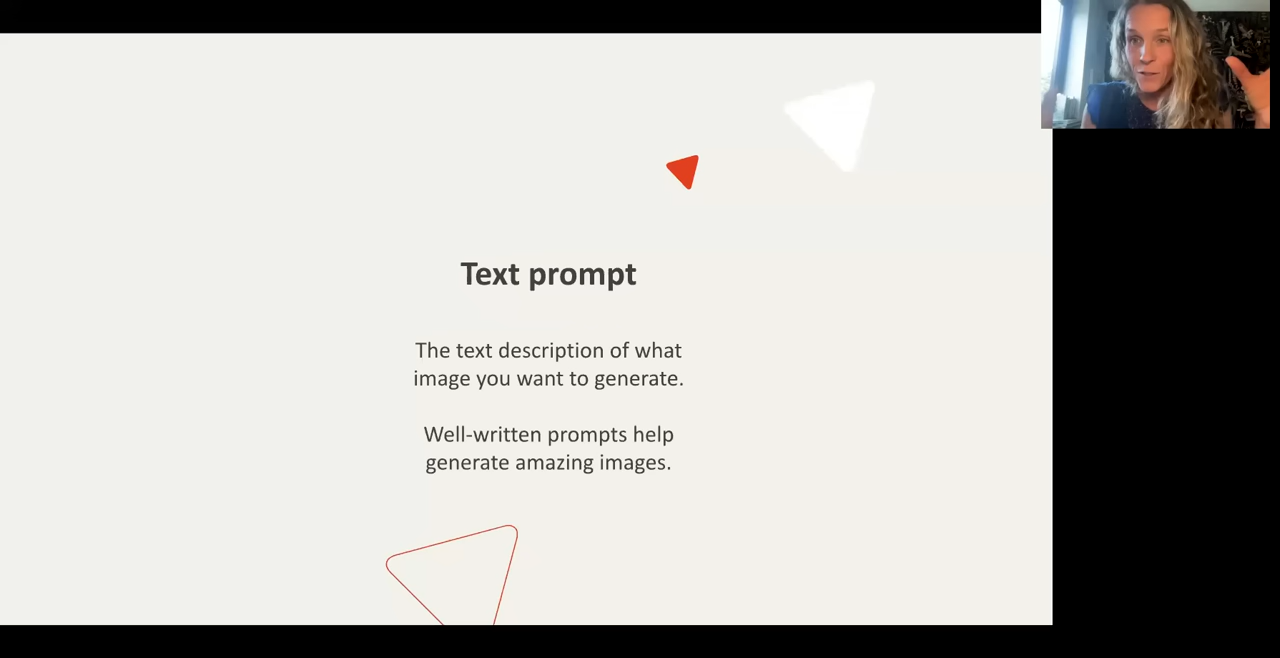 Text prompt
The text description of what
image you want to generate.
Well-written prompts help
generate amazing images.